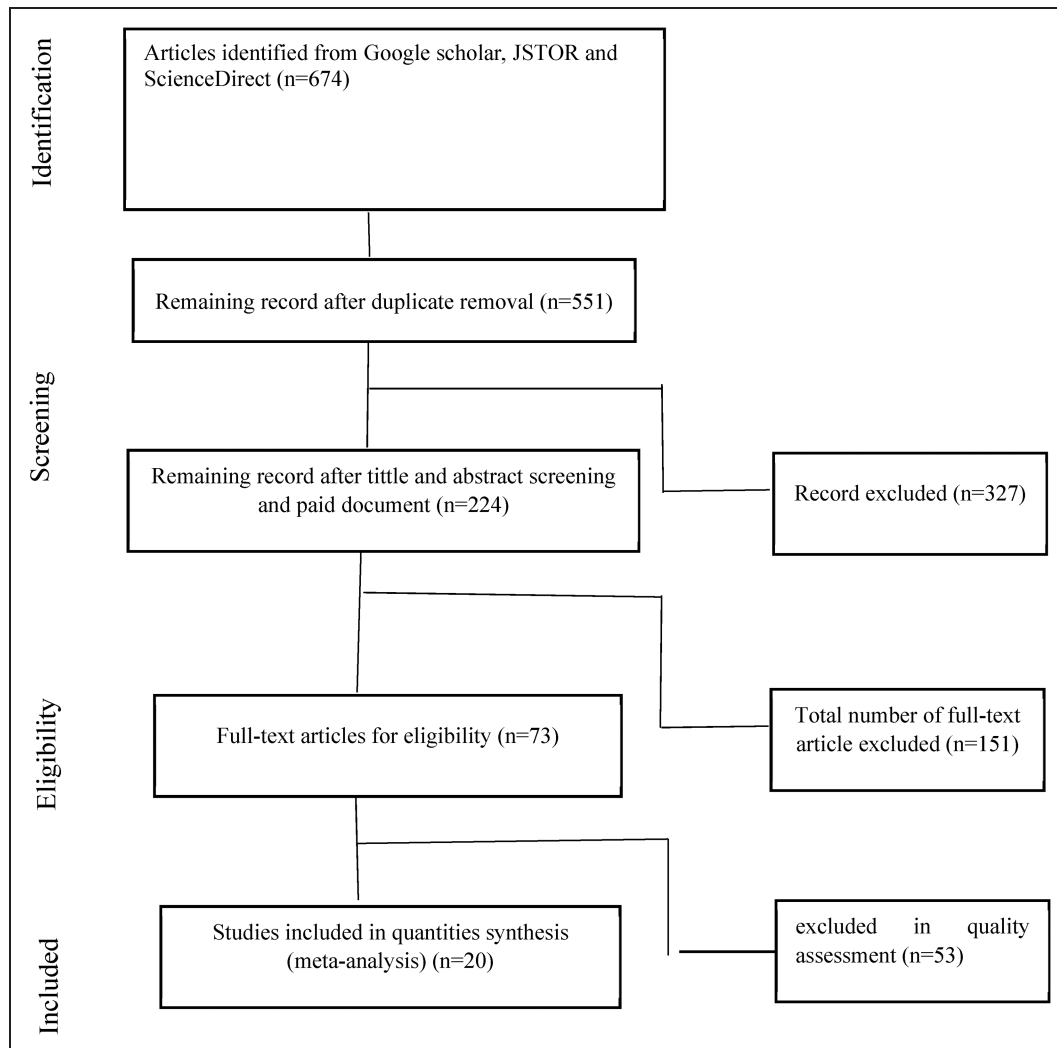 Identification
Articles identified from Google scholar, JSTOR and
ScienceDirect (n=674)
Remaining record after duplicate removal (n=551)
Screening
Remaining record after tittle and abstract screening
and paid document (n=224)
Record excluded (n=327)
Eligibility
Full-text articles for eligibility (n=73)
Total number of full-text
article excluded (n=151)
Included
Studies included in quantities synthesis
(meta-analysis) (n=20)
excluded in quality
assessment (n=53)